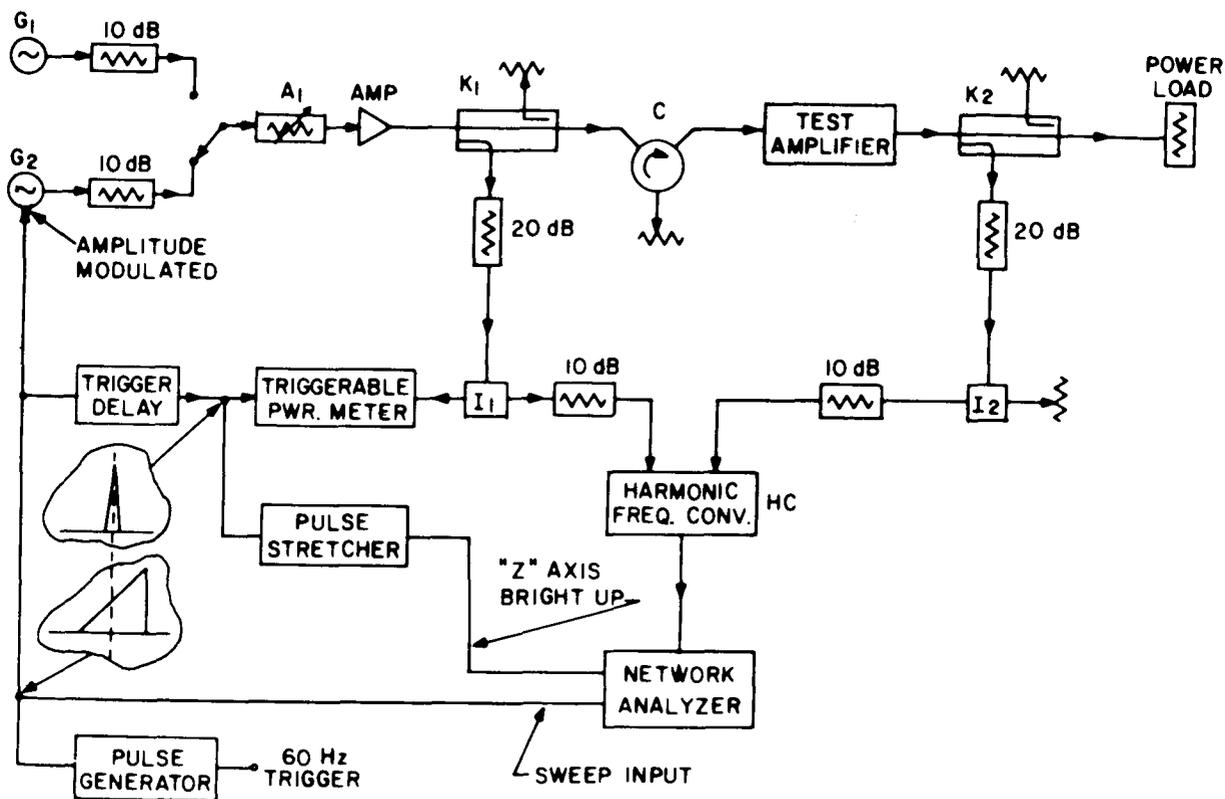 G1
10 dB
A1
AMP
K1
C
TEST
AMPLIFIER
K2
POWER
LOAD
G2
10 dB
AMPLITUDE
MODULATED
20 dB
20 dB
TRIGGER
DELAY
TRIGGERABLE
PWR. METER
I1
10 dB
10 dB
I2
HARMONIC
FREQ. CONV.
HC
PULSE
STRETCHER
"Z" AXIS
BRIGHT UP
NETWORK
ANALYZER
PULSE
GENERATOR
60 Hz
TRIGGER
SWEEP INPUT